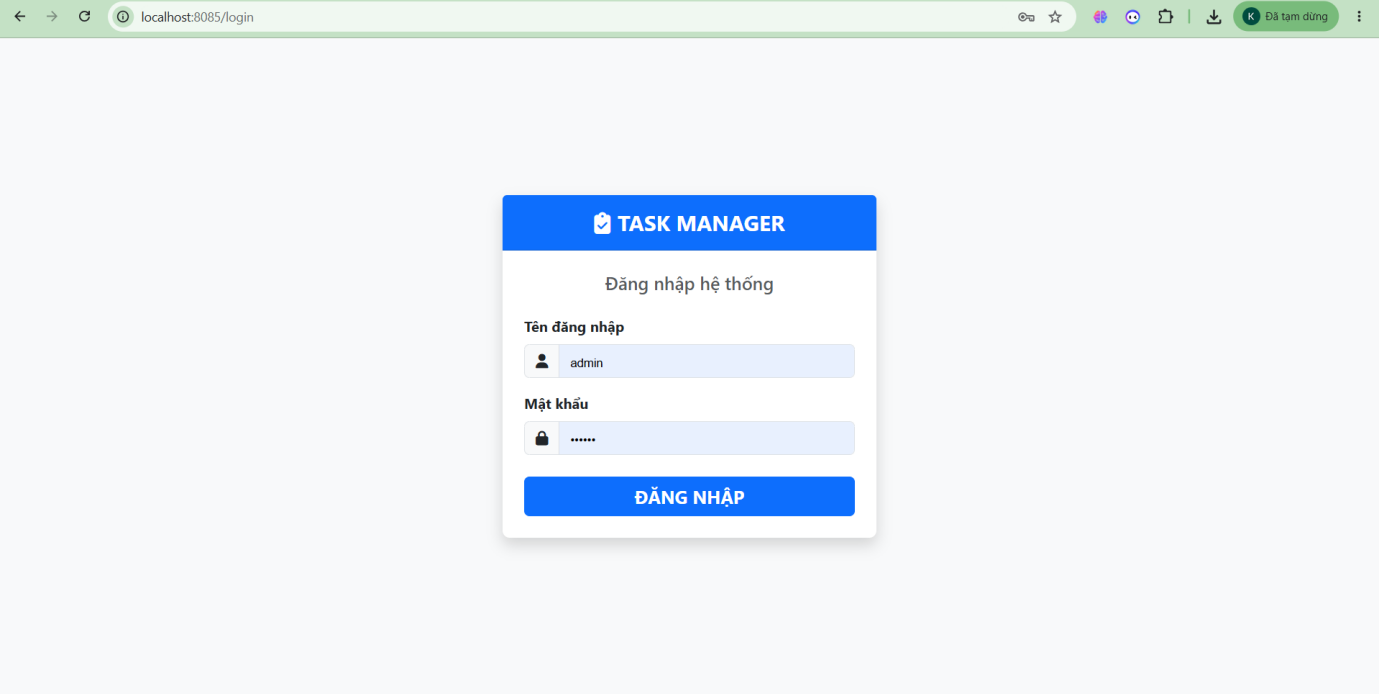 localhost:8085/login
K Đã tạm dừng
TASK MANAGER
Đăng nhập hệ thống
Tên đăng nhập
admin
Mật khẩu
••••••
ĐĂNG NHẬP